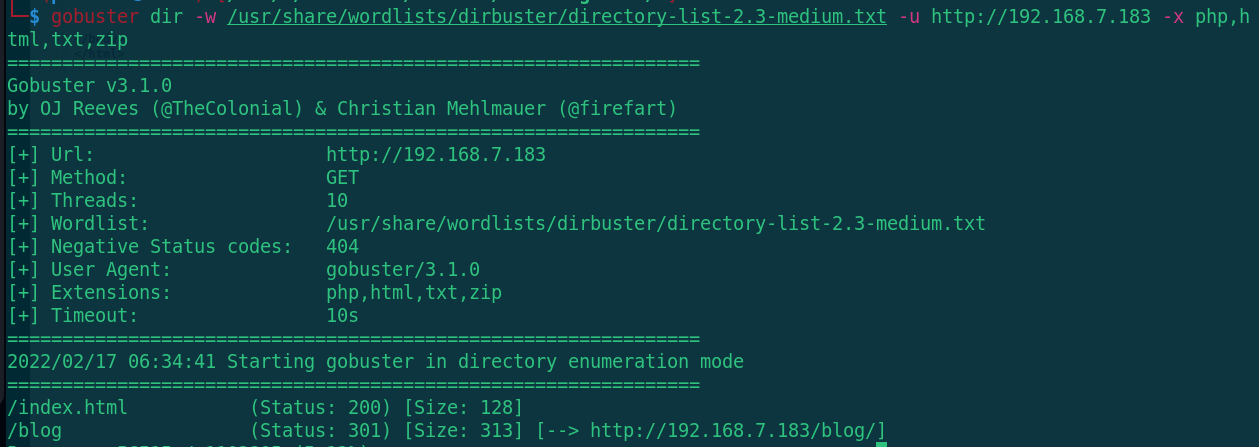 └─$ gobuster dir -w /usr/share/wordlists/dirbuster/directory-list-2.3-medium.txt -u http://192.168.7.183 -x php,h
tml,txt,zip
===============================================================
Gobuster v3.1.0
by OJ Reeves (@TheColonial) & Christian Mehlmauer (@firefart)
===============================================================
[+] Url:                     http://192.168.7.183
[+] Method:                  GET
[+] Threads:                 10
[+] Wordlist:                /usr/share/wordlists/dirbuster/directory-list-2.3-medium.txt
[+] Negative Status codes:   404
[+] User Agent:              gobuster/3.1.0
[+] Extensions:              php,html,txt,zip
[+] Timeout:                 10s
===============================================================
2022/02/17 06:34:41 Starting gobuster in directory enumeration mode
===============================================================
/index.html           (Status: 200) [Size: 128]
/blog                 (Status: 301) [Size: 313] [--> http://192.168.7.183/blog/]